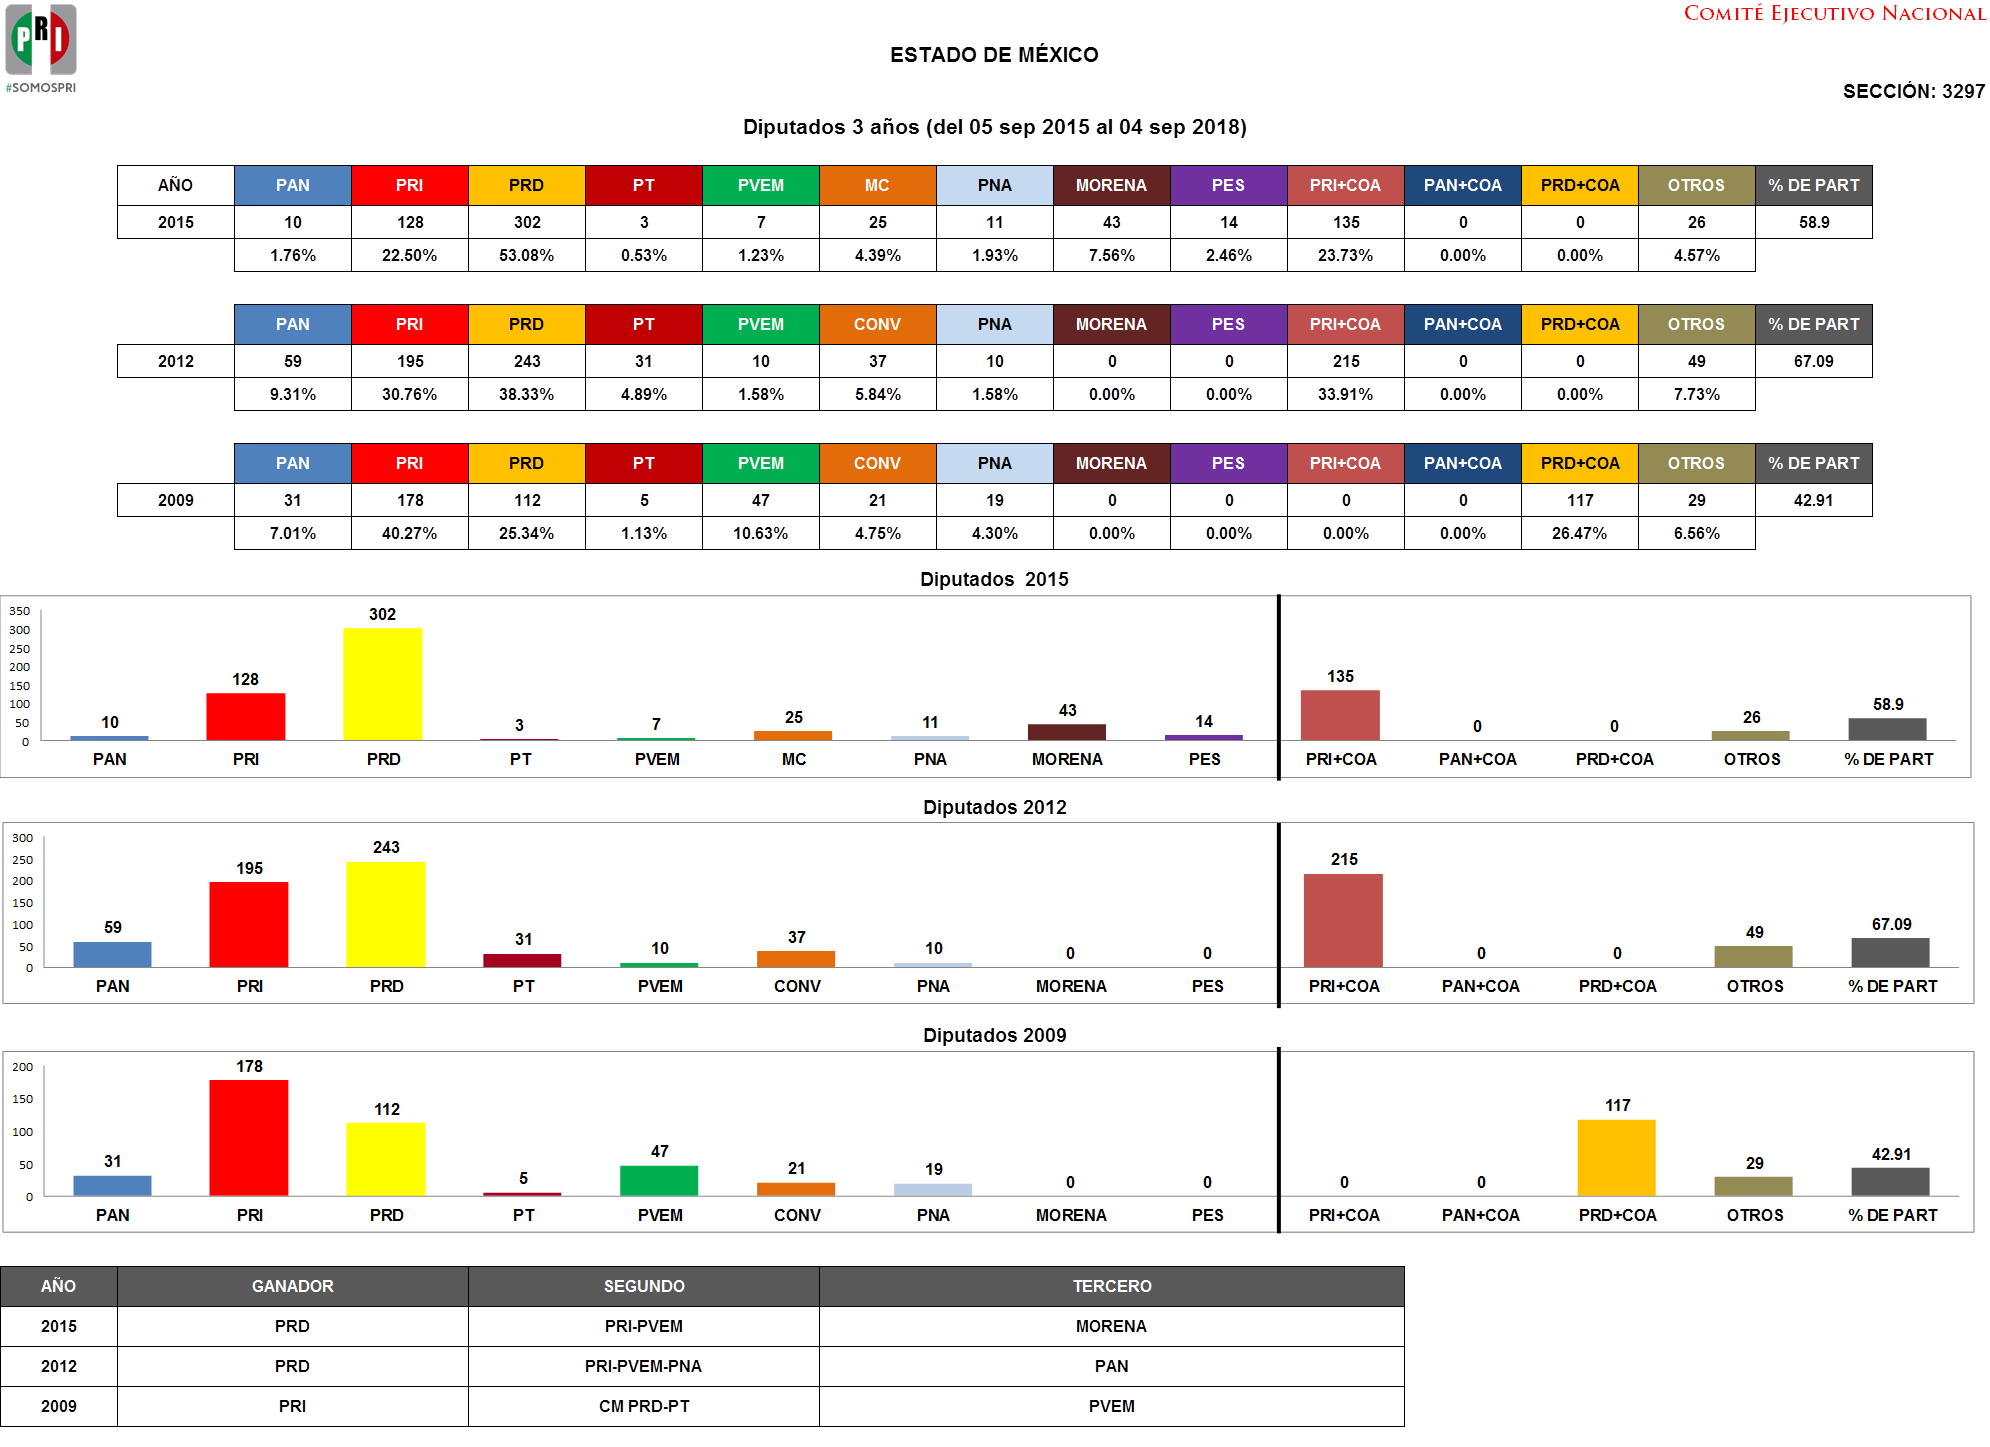 PRI
#SOMOSPRI
COMITÉ EJECUTIVO NACIONAL
ESTADO DE MÉXICO
SECCIÓN: 3297
Diputados 3 años (del 05 sep 2015 al 04 sep 2018)
AÑO PAN PRI PRD PT PVEM MC PNA MORENA PES PRI+COA PAN+COA PRD+COA OTROS % DE PART
2015 10 128 302 3 7 25 11 43 14 135 0 0 26 58.9
1.76% 22.50% 53.08% 0.53% 1.23% 4.39% 1.93% 7.56% 2.46% 23.73% 0.00% 0.00% 4.57%
PAN PRI PRD PT PVEM CONV PNA MORENA PES PRI+COA PAN+COA PRD+COA OTROS % DE PART
2012 59 195 243 31 10 37 10 0 0 215 0 0 49 67.09
9.31% 30.76% 38.33% 4.89% 1.58% 5.84% 1.58% 0.00% 0.00% 33.91% 0.00% 0.00% 7.73%
PAN PRI PRD PT PVEM CONV PNA MORENA PES PRI+COA PAN+COA PRD+COA OTROS % DE PART
2009 31 178 112 5 47 21 19 0 0 0 0 117 29 42.91
7.01% 40.27% 25.34% 1.13% 10.63% 4.75% 4.30% 0.00% 0.00% 0.00% 0.00% 26.47% 6.56%
Diputados 2015
350
300
250
200
150
100
50
0
10 128 302 3 7 25 11 43 14 135 0 0 26 58.9
PAN PRI PRD PT PVEM MC PNA MORENA PES PRI+COA PAN+COA PRD+COA OTROS % DE PART
Diputados 2012
300
250
200
150
100
50
0
59 195 243 31 10 37 10 0 0 215 0 0 49 67.09
PAN PRI PRD PT PVEM CONV PNA MORENA PES PRI+COA PAN+COA PRD+COA OTROS % DE PART
Diputados 2009
200
150
100
50
0
31 178 112 5 47 21 19 0 0 0 0 117 29 42.91
PAN PRI PRD PT PVEM CONV PNA MORENA PES PRI+COA PAN+COA PRD+COA OTROS % DE PART
AÑO GANADOR SEGUNDO TERCERO
2015 PRD PRI-PVEM MORENA
2012 PRD PRI-PVEM-PNA PAN
2009 PRI CM PRD-PT PVEM